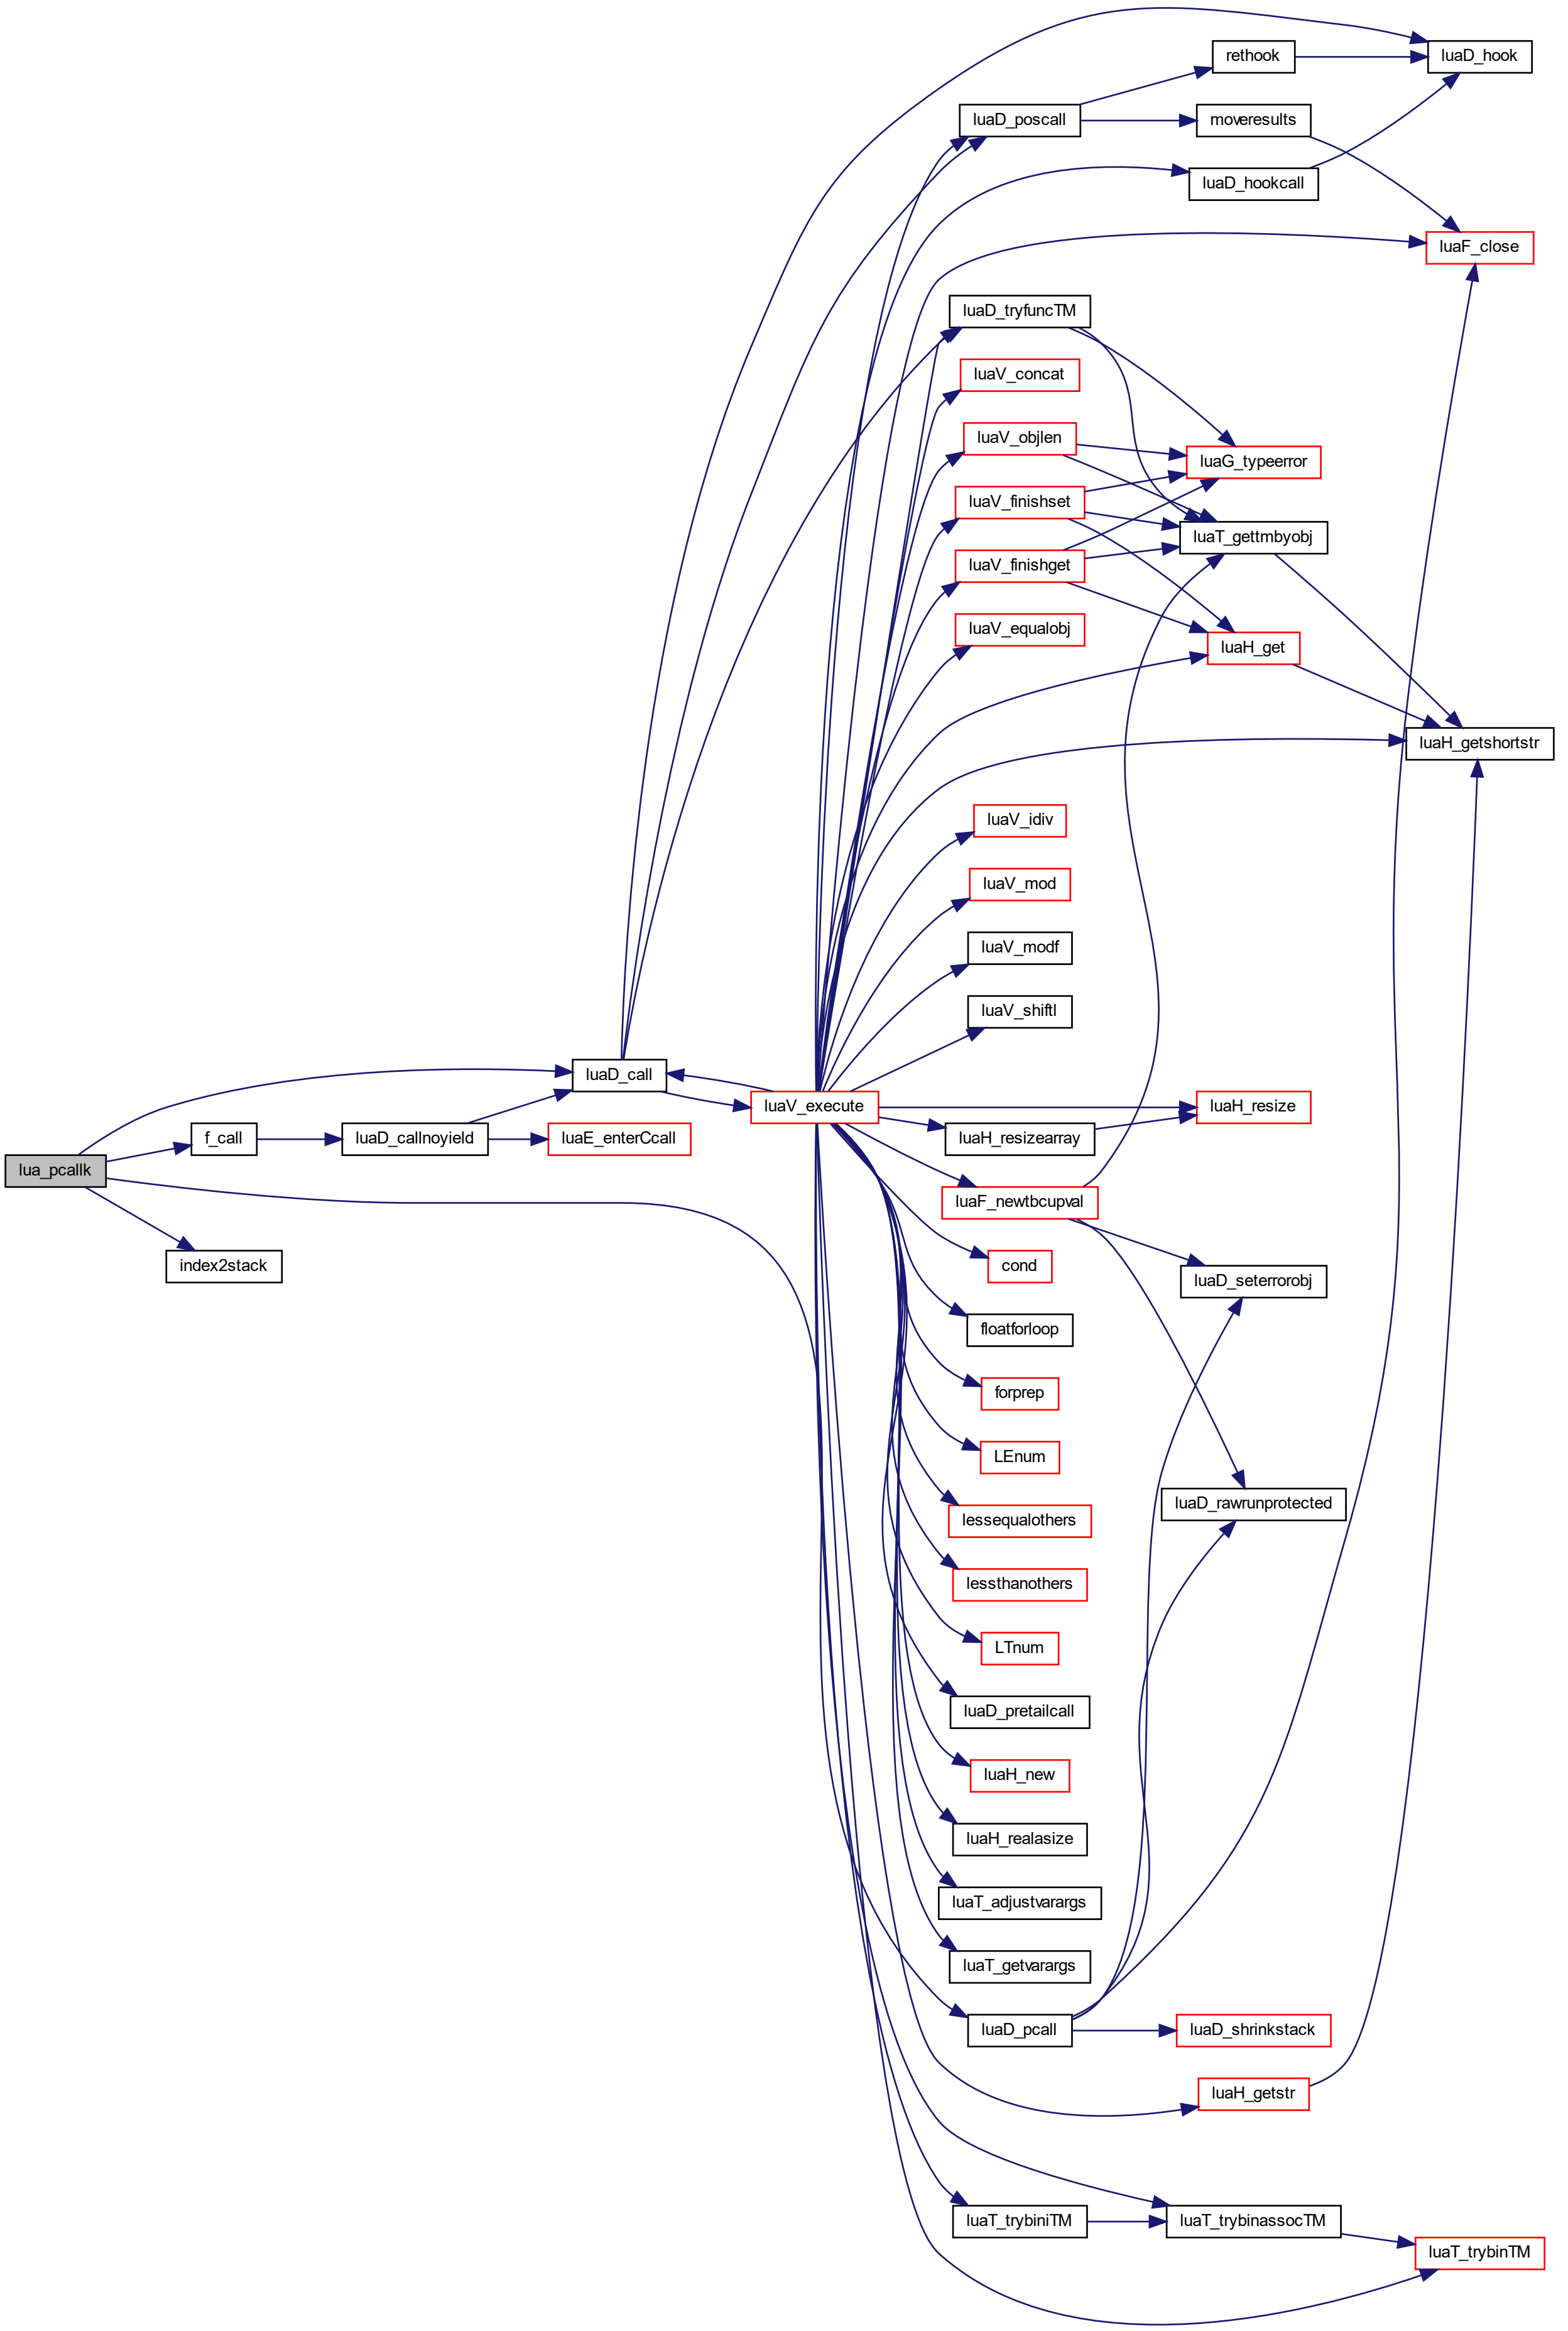 rethook
luaD_hook
luaD_poscall
moveresults
luaD_hookcall
luaF_close
luaD_tryfuncTM
luaV_concat
luaV_objlen
luaG_typeerror
luaV_finishset
luaT_gettmbyobj
luaV_finishget
luaV_equalobj
luaH_get
luaH_getshortstr
luaV_idiv
luaV_mod
luaV_modf
luaV_shiftl
luaD_call
luaV_execute
luaH_resize
f_call
luaD_callnoyield
luaE_enterCcall
luaH_resizearray
lua_pcallk
luaF_newtbcupval
index2stack
cond
luaD_seterrorobj
floatforloop
forprep
LEnum
luaD_rawrunprotected
lessequalothers
lessthanothers
LTnum
luaD_pretailcall
luaH_new
luaH_realasize
luaT_adjustvarargs
luaT_getvarargs
luaD_pcall
luaD_shrinkstack
luaH_getstr
luaT_trybiniTM
luaT_trybinassocTM
luaT_trybinTM